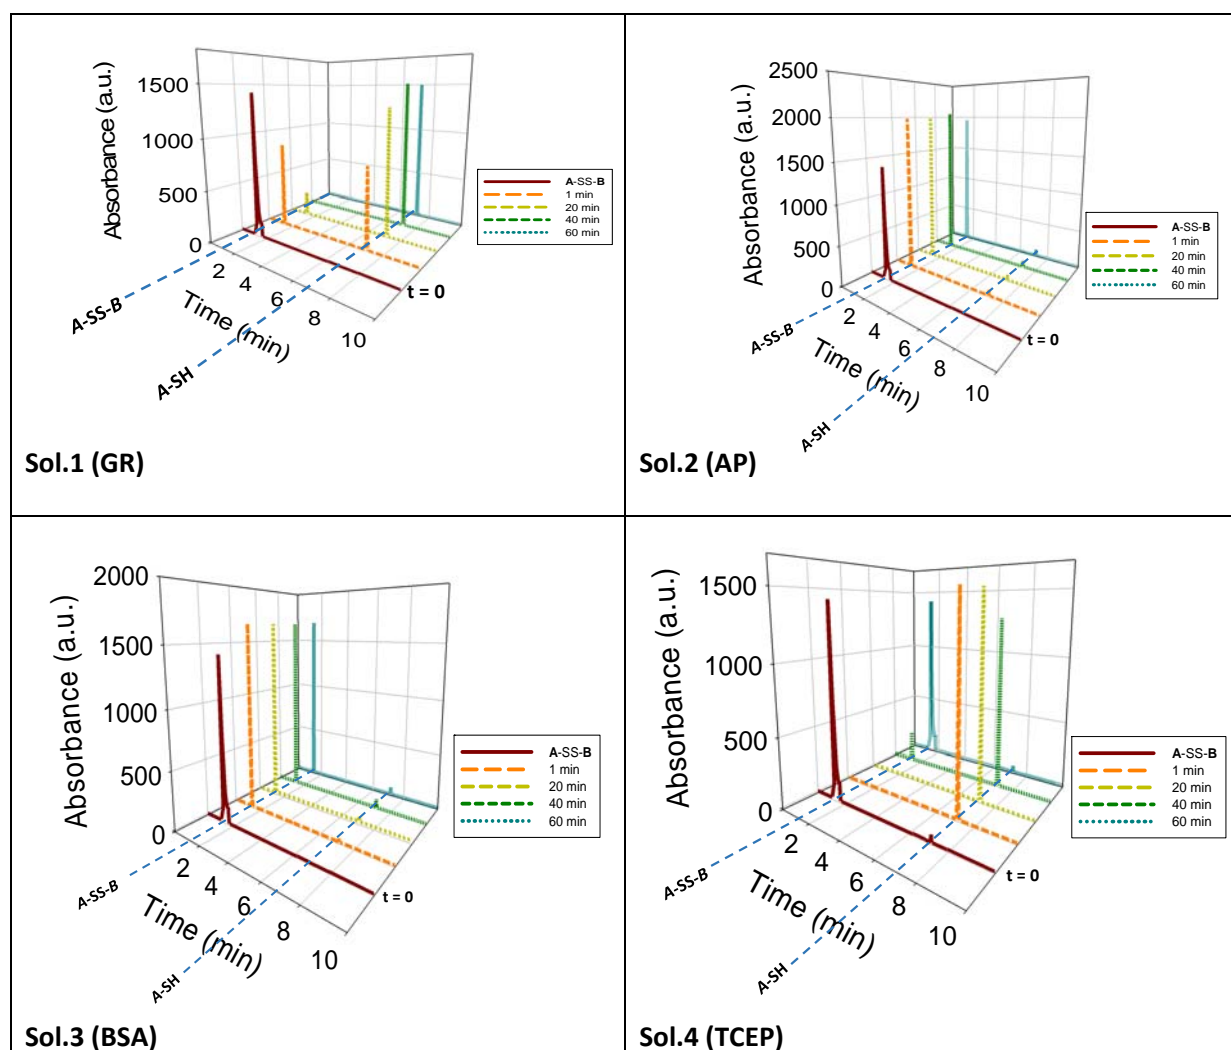 Absorbance (a.u.)
1500
1000
500
0
2
4
6
8
10
Time (min)
A-SS-B
A-SH
t = 0
A-SS-B
1 min
20 min
40 min
60 min
Sol.1 (GR)
Absorbance (a.u.)
2500
2000
1500
1000
500
0
2
4
6
8
10
Time (min)
A-SS-B
A-SH
t = 0
A-SS-B
1 min
20 min
40 min
60 min
Sol.2 (AP)
Absorbance (a.u.)
2000
1500
1000
500
0
2
4
6
8
10
Time (min)
A-SS-B
A-SH
t = 0
A-SS-B
1 min
20 min
40 min
60 min
Sol.3 (BSA)
Absorbance (a.u.)
1500
1000
500
0
2
4
6
8
10
Time (min)
A-SS-B
A-SH
t = 0
A-SS-B
1 min
20 min
40 min
60 min
Sol.4 (TCEP)